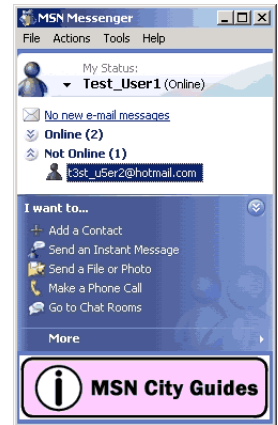 MSN Messenger
File Actions Tools Help
My Status:
Test_User1 (Online)
No new e-mail messages
Online (2)
Not Online (1)
t3st_u5er2@hotmail.com
I want to...
Add a Contact
Send an Instant Message
Send a File or Photo
Make a Phone Call
Go to Chat Rooms
More
i MSN City Guides